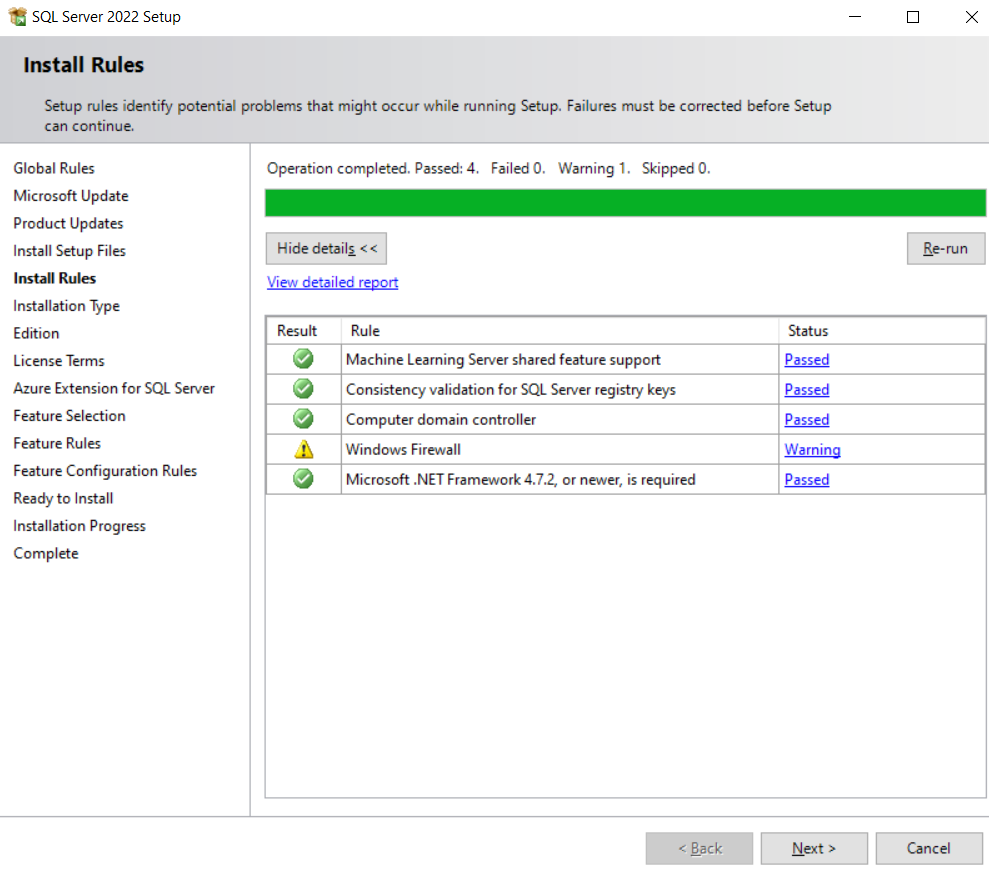 SQL Server 2022 Setup
Install Rules
Setup rules identify potential problems that might occur while running Setup. Failures must be corrected before Setup
can continue.
Global Rules
Microsoft Update
Product Updates
Install Setup Files
Install Rules
Installation Type
Edition
License Terms
Azure Extension for SQL Server
Feature Selection
Feature Rules
Feature Configuration Rules
Ready to Install
Installation Progress
Complete
Operation completed. Passed: 4.   Failed 0.   Warning 1.   Skipped 0.
Hide details << Re-run
View detailed report
Result Rule Status
Machine Learning Server shared feature support Passed
Consistency validation for SQL Server registry keys Passed
Computer domain controller Passed
Windows Firewall Warning
Microsoft .NET Framework 4.7.2, or newer, is required Passed
< Back Next > Cancel